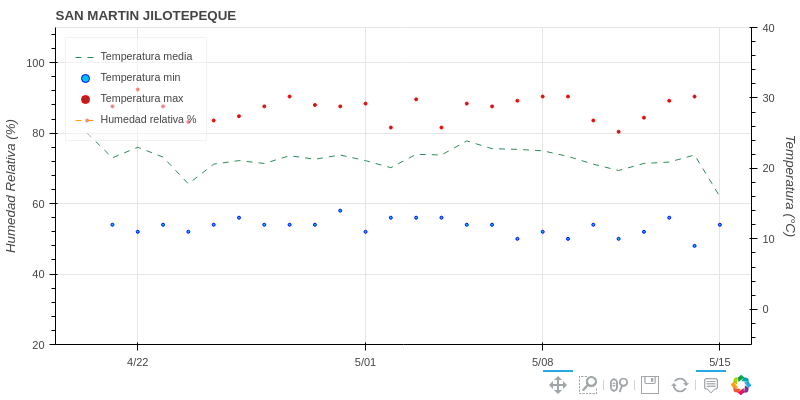 SAN MARTIN JILOTEPEQUE
Temperatura media
Temperatura min
Temperatura max
Humedad relativa %
Humedad Relativa (%)
100
80
60
40
20
Temperatura (°C)
40
30
20
10
0
4/22
5/01
5/08
5/15